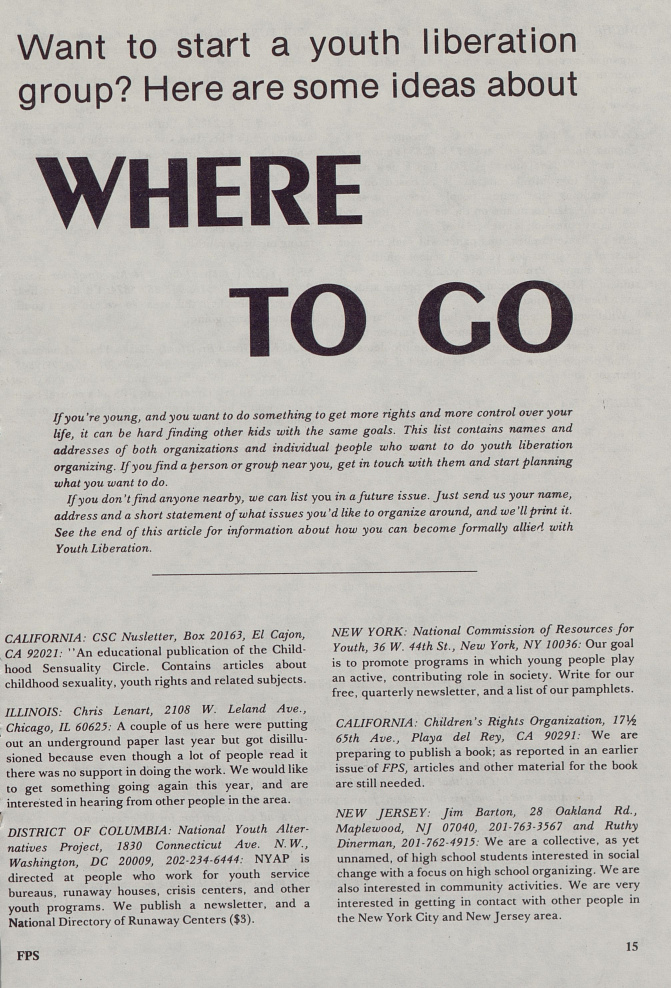 Want to start a youth liberation
group? Here are some ideas about
WHERE
TO GO
If you're young, and you want to do something to get more rights and more control over your
life, it can be hard finding other kids with the same goals. This list contains names and
addresses of both organizations and individual people who want to do youth liberation
organizing. If you find a person or group near you, get in touch with them and start planning
what you want to do.
If you don't find anyone nearby, we can list you in a future issue. Just send us your name,
address and a short statement of what issues you'd like to organize around, and we'll print it.
See the end of this article for information about how you can become formally allied with
Youth Liberation.
CALIFORNIA: CSC Nusletter, Box 20163, El Cajon,
CA 92021: "An educational publication of the Child-
hood Sensuality Circle. Contains articles about
childhood sexuality, youth rights and related subjects.
ILLINOIS: Chris Lenart, 2108 W. Leland Ave.,
Chicago, IL 60625: A couple of us here were putting
out an underground paper last year but got disillu-
sioned because even though a lot of people read it
there was no support in doing the work. We would like
to get something going again this year, and are
interested in hearing from other people in the area.
DISTRICT OF COLUMBIA: National Youth Alter-
natives Project, 1830 Connecticut Ave. N.W.,
Washington, DC 20009, 202-234-6444: NYAP is
directed at people who work for youth service
bureaus, runaway houses, crisis centers, and other
youth programs. We publish a newsletter, and a
National Directory of Runaway Centers ($3).
NEW YORK: National Commission of Resources for
Youth, 36 W. 44th St., New York, NY 10036: Our goal
is to promote programs in which young people play
an active, contributing role in society. Write for our
free, quarterly newsletter, and a list of our pamphlets.
CALIFORNIA: Children's Rights Organization, 17½
65th Ave., Playa del Rey, CA 90291: We are
preparing to publish a book; as reported in an earlier
issue of FPS, articles and other material for the book
are still needed.
NEW JERSEY: Jim Barton, 28 Oakland Rd.,
Maplewood, NJ 07040, 201-763-3567 and Ruthy
Dinerman, 201-762-4915: We are a collective, as yet
unnamed, of high school students interested in social
change with a focus on high school organizing. We are
also interested in community activities. We are very
interested in getting in contact with other people in
the New York City and New Jersey area.
FPS
15